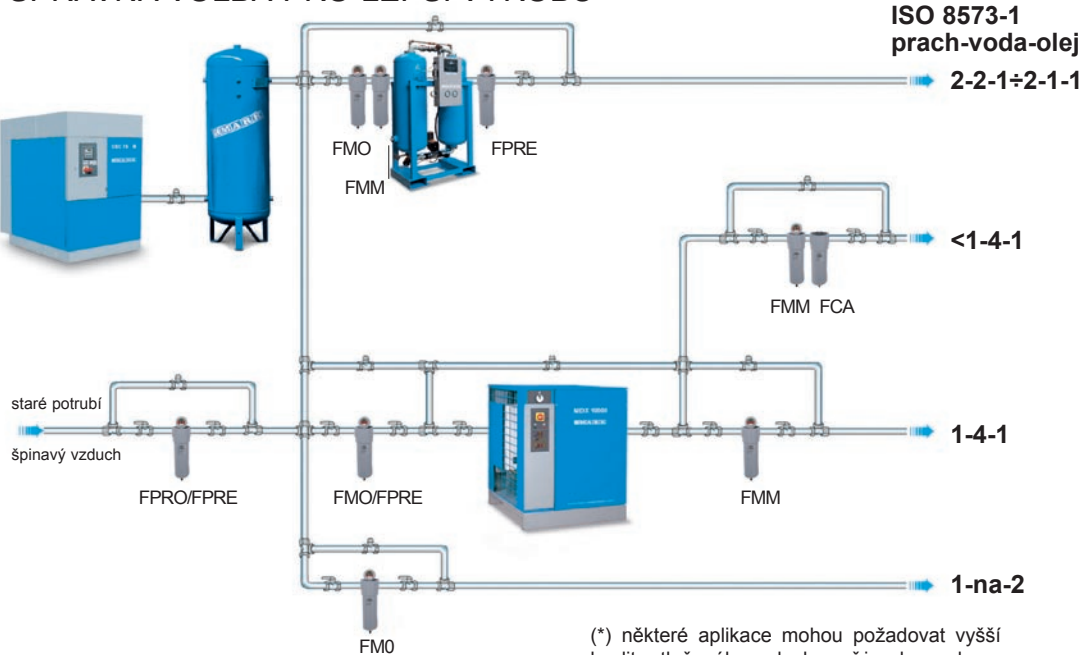 ISO 8573-1
prach-voda-olej
2-2-1÷2-1-1
FMO
FPRE
FMM
<1-4-1
FMM FCA
staré potrubí
špinavý vzduch
1-4-1
FPRO/FPRE
FMO/FPRE
FMM
1-na-2
FM0
(*) některé aplikace mohou požadovat vyšší